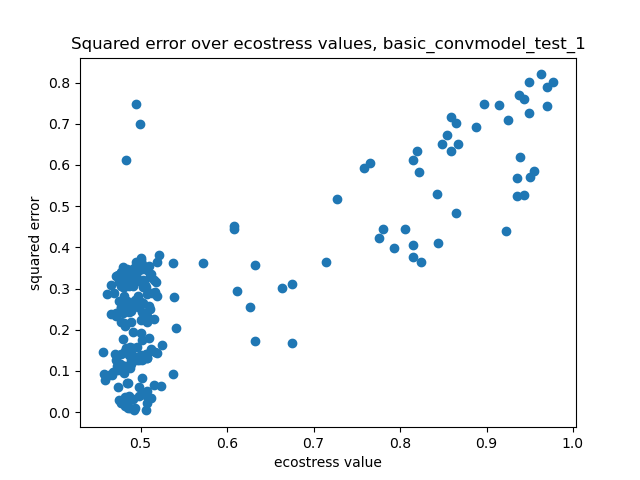 Squared error over ecostress values, basic_convmodel_test_1
squared error
0.8
0.7
0.6
0.5
0.4
0.3
0.2
0.1
0.0
0.5 0.6 0.7 0.8 0.9 1.0
ecostress value